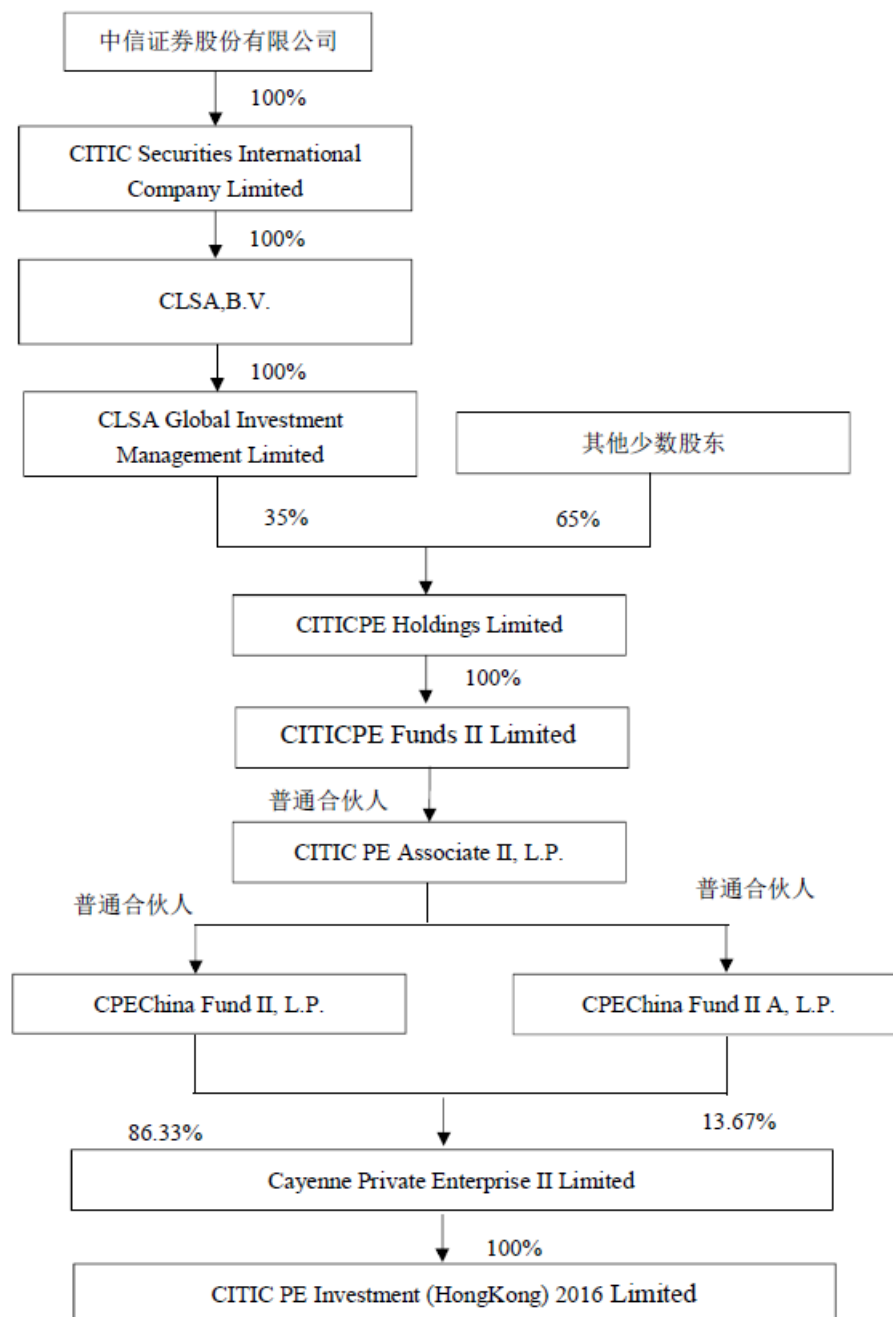 中信证券股份有限公司
100%
CITIC Securities International
Company Limited
100%
CLSA,B.V.
100%
CLSA Global Investment
Management Limited
其他少数股东
35%
65%
CITICPE Holdings Limited
100%
CITICPE Funds II Limited
普通合伙人
CITIC PE Associate II, L.P.
普通合伙人
普通合伙人
CPEChina Fund II, L.P.
CPEChina Fund II A, L.P.
86.33%
13.67%
Cayenne Private Enterprise II Limited
100%
CITIC PE Investment (HongKong) 2016 Limited